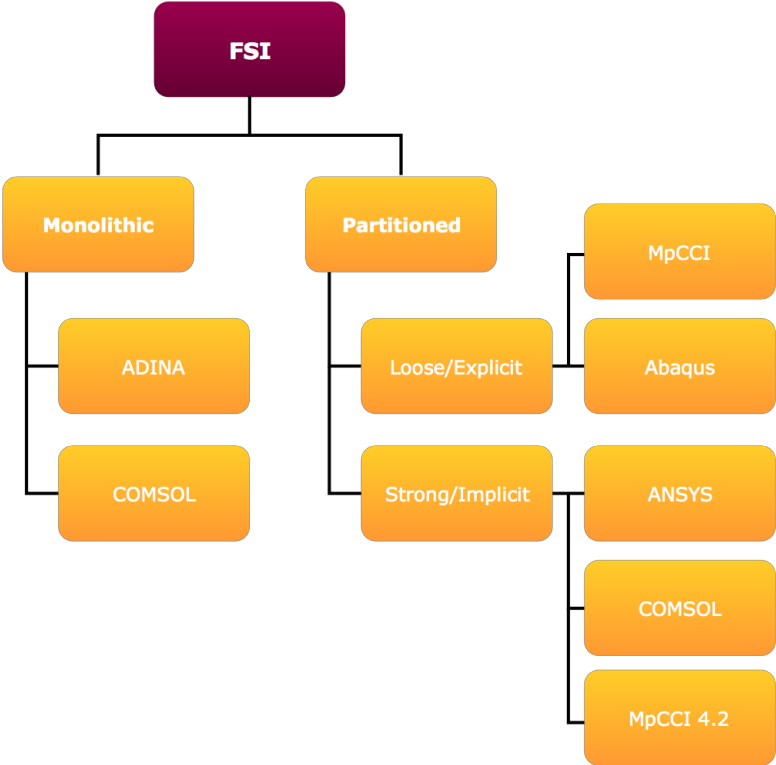 FSI
Monolithic
Partitioned
MpCCI
ADINA
Loose/Explicit
Abaqus
COMSOL
Strong/Implicit
ANSYS
COMSOL
MpCCI 4.2